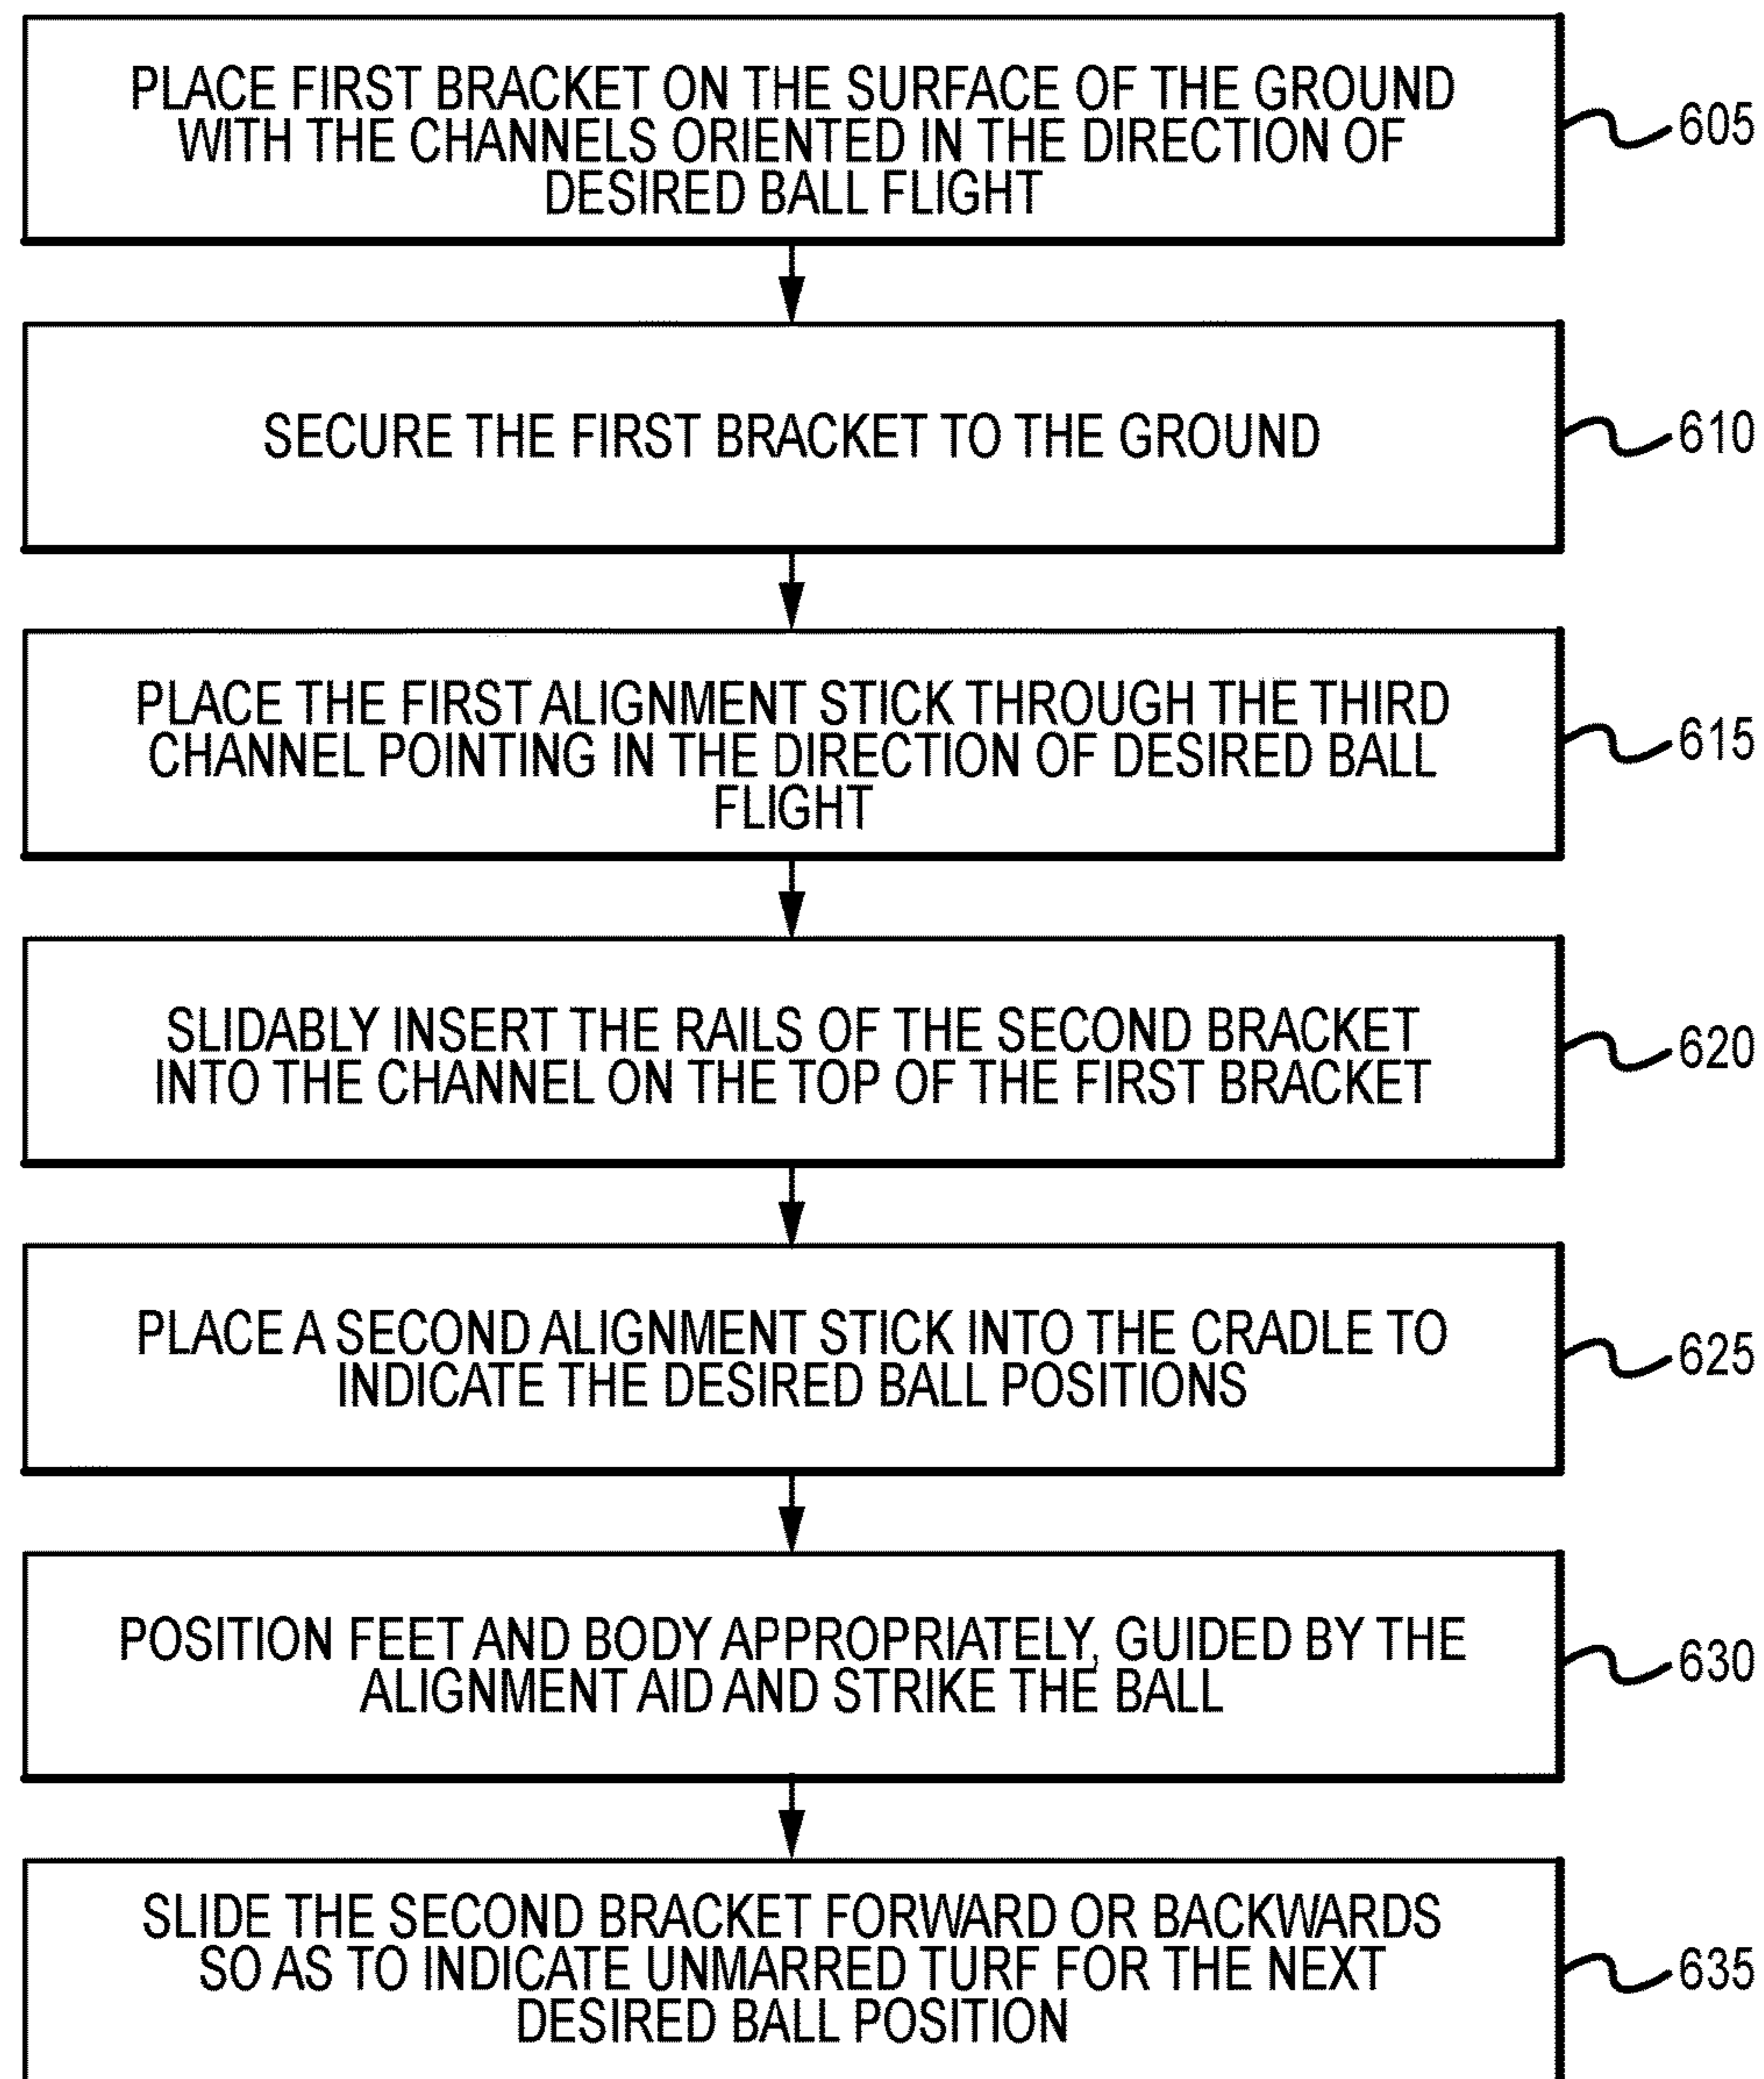 PLACE FIRST BRACKET ON THE SURFACE OF THE GROUND
WITH THE CHANNELS ORIENTED IN THE DIRECTION OF
DESIRED BALL FLIGHT
605
SECURE THE FIRST BRACKET TO THE GROUND
610
PLACE THE FIRST ALIGNMENT STICK THROUGH THE THIRD
CHANNEL POINTING IN THE DIRECTION OF DESIRED BALL
FLIGHT
615
SLIDABLY INSERT THE RAILS OF THE SECOND BRACKET
INTO THE CHANNEL ON THE TOP OF THE FIRST BRACKET
620
PLACE A SECOND ALIGNMENT STICK INTO THE CRADLE TO
INDICATE THE DESIRED BALL POSITIONS
625
POSITION FEET AND BODY APPROPRIATELY, GUIDED BY THE
ALIGNMENT AID AND STRIKE THE BALL
630
SLIDE THE SECOND BRACKET FORWARD OR BACKWARDS
SO AS TO INDICATE UNMARRED TURF FOR THE NEXT
DESIRED BALL POSITION
635